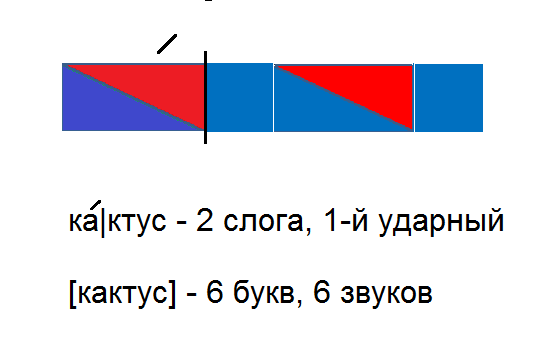 ка́|ктус - 2 слога, 1-й ударный
[кактус] - 6 букв, 6 звуков